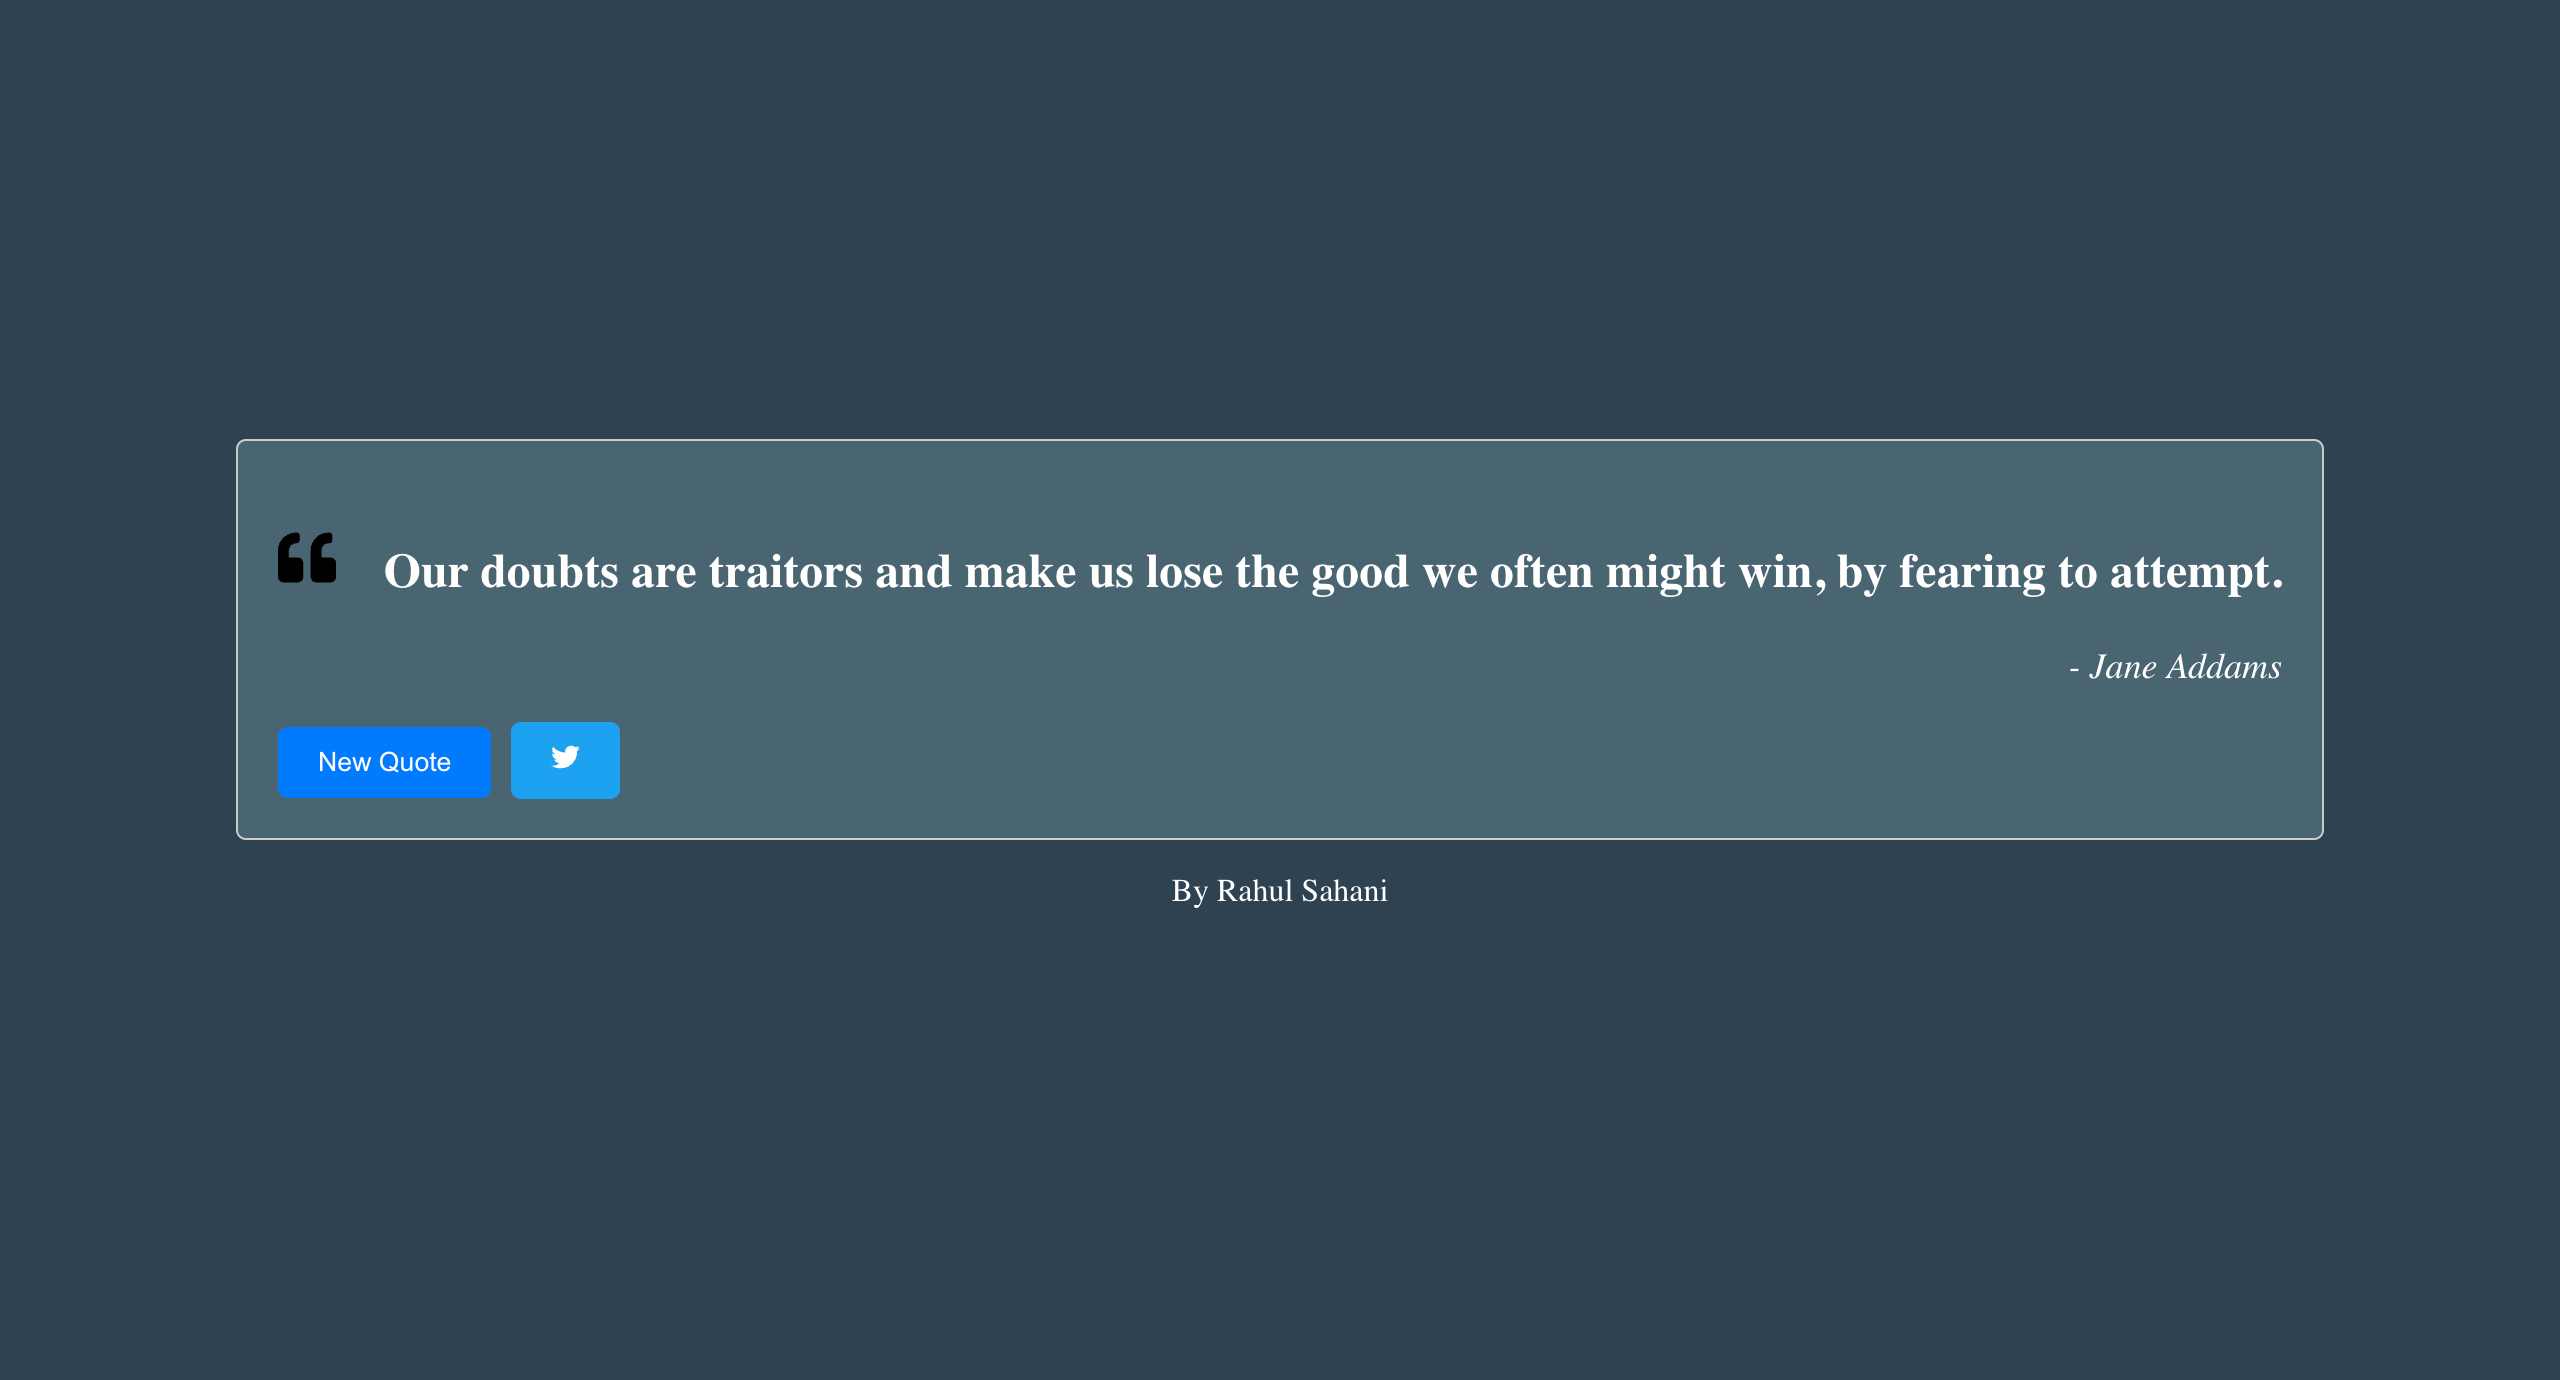 Our doubts are traitors and make us lose the good we often might win, by fearing to attempt.
- Jane Addams
New Quote
By Rahul Sahani